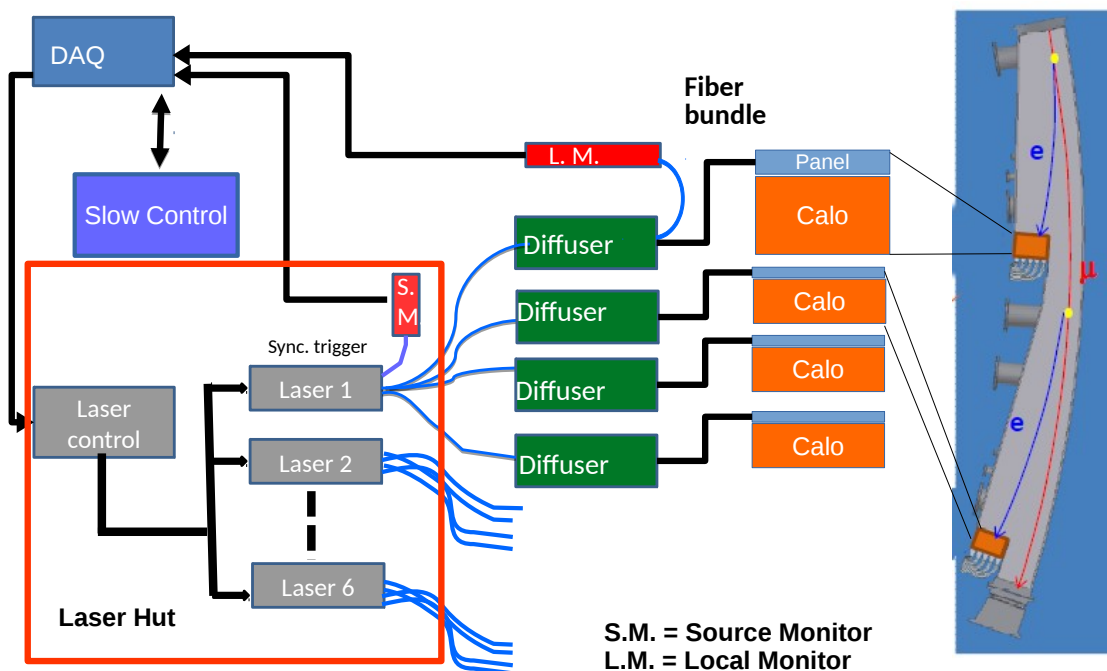 DAQ
Fiber
bundle
L. M.
Panel
Calo
e
Slow Control
Diffuser
μ
S.
M
Diffuser
Calo
Sync. trigger
Laser 1
Diffuser
Calo
Laser
control
Laser 2
Diffuser
Calo
e
Laser 6
Laser Hut
S.M. = Source Monitor
L.M. = Local Monitor